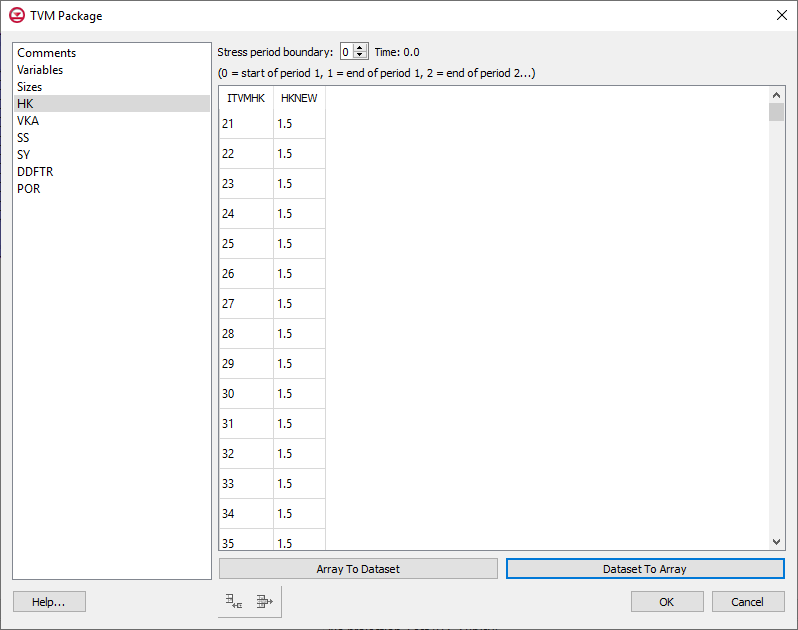 TVM Package
Comments
Variables
Sizes
HK
VKA
SS
SY
DDFTR
POR
Stress period boundary: 0 Time: 0.0
(0 = start of period 1, 1 = end of period 1, 2 = end of period 2...)
ITVMHK HKNEW
21 1.5
22 1.5
23 1.5
24 1.5
25 1.5
26 1.5
27 1.5
28 1.5
29 1.5
30 1.5
31 1.5
32 1.5
33 1.5
34 1.5
35 1.5
Array To Dataset Dataset To Array
Help... OK Cancel